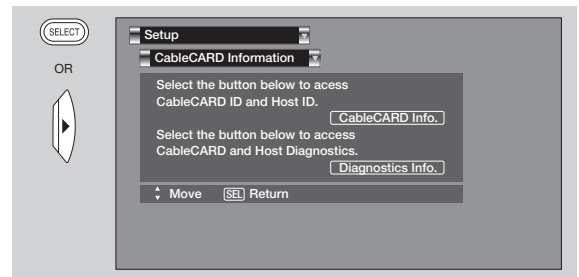 SELECT
OR
Setup
CableCARD Information
Select the button below to acess
CableCARD ID and Host ID.
CableCARD Info.
Select the button below to access
CableCARD and Host Diagnostics.
Diagnostics Info.
Move SEL Return